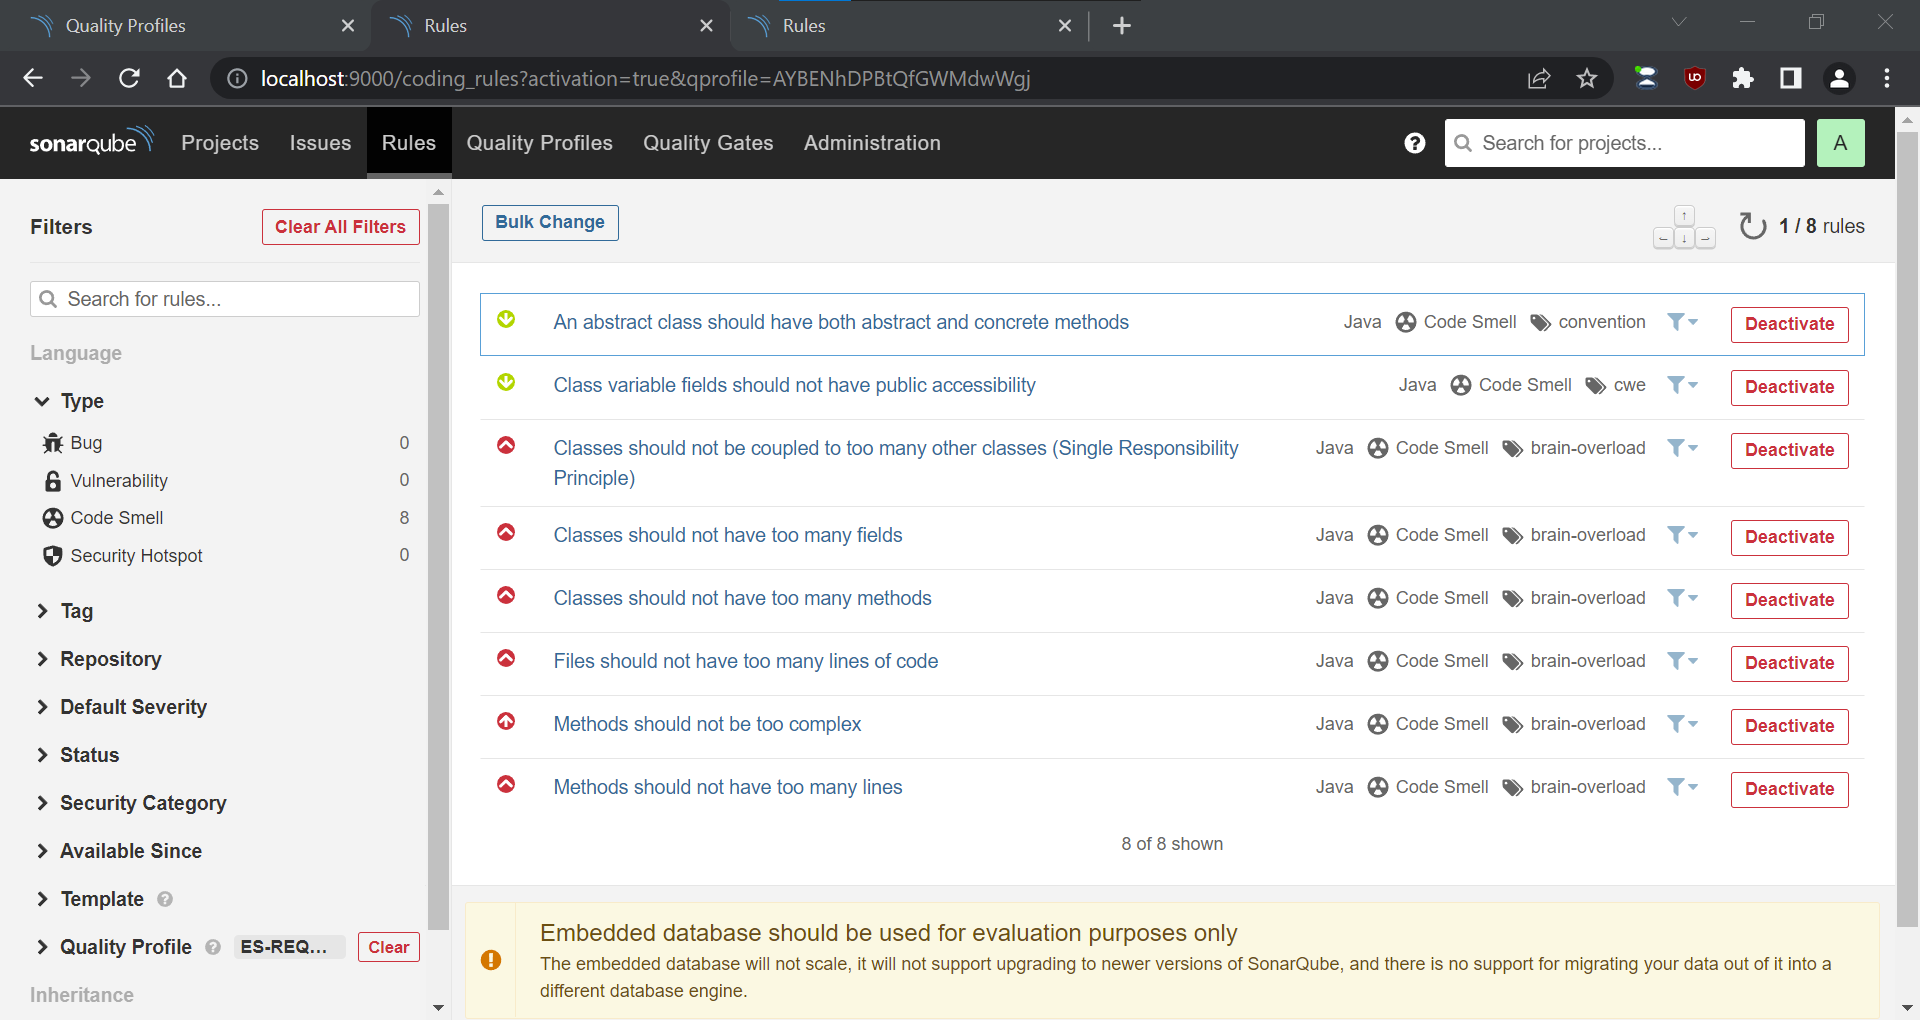 Quality Profiles
Rules
Rules
localhost:9000/coding_rules?activation=true&qprofile=AYBENhDPBtQfGWMdwWgj
sonarqube
Projects
Issues
Rules
Quality Profiles
Quality Gates
Administration
Search for projects...
A
Filters
Clear All Filters
Search for rules...
Language
Type
Bug 0
Vulnerability 0
Code Smell 8
Security Hotspot 0
Tag
Repository
Default Severity
Status
Security Category
Available Since
Template
Quality Profile ES-REQ... Clear
Inheritance
Bulk Change
1 / 8 rules
An abstract class should have both abstract and concrete methods Java Code Smell convention Deactivate
Class variable fields should not have public accessibility Java Code Smell cwe Deactivate
Classes should not be coupled to too many other classes (Single Responsibility Java Code Smell brain-overload Deactivate
Principle)
Classes should not have too many fields Java Code Smell brain-overload Deactivate
Classes should not have too many methods Java Code Smell brain-overload Deactivate
Files should not have too many lines of code Java Code Smell brain-overload Deactivate
Methods should not be too complex Java Code Smell brain-overload Deactivate
Methods should not have too many lines Java Code Smell brain-overload Deactivate
8 of 8 shown
Embedded database should be used for evaluation purposes only
The embedded database will not scale, it will not support upgrading to newer versions of SonarQube, and there is no support for migrating your data out of it into a
different database engine.